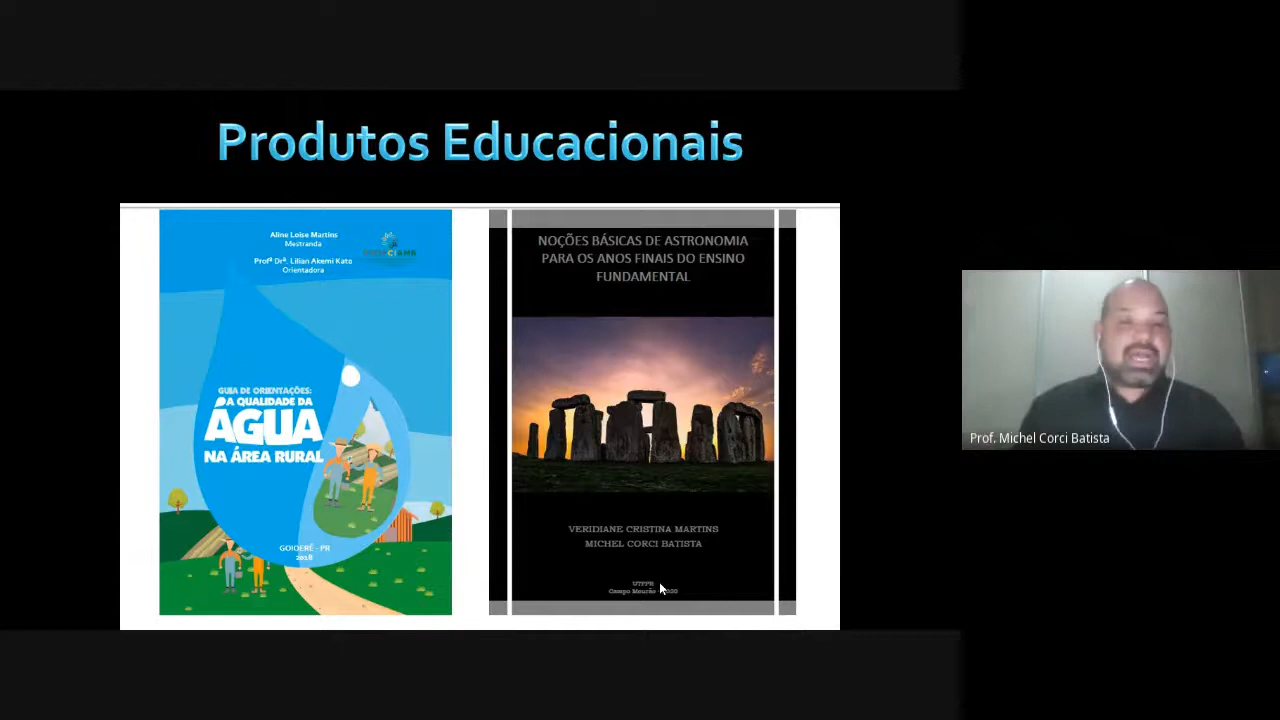 Produtos Educacionais
Aline Loise Martins
Mestranda
Profª Drª. Lilian Akemi Kato
Orientadora
GUIA DE ORIENTAÇÕES:
A QUALIDADE DA
ÁGUA
NA ÁREA RURAL
GOIOERÊ - PR
2018
NOÇÕES BÁSICAS DE ASTRONOMIA
PARA OS ANOS FINAIS DO ENSINO
FUNDAMENTAL
VERIDIANE CRISTINA MARTINS
MICHEL CORCI BATISTA
UTFPR
Campo Mourão
Prof. Michel Corci Batista